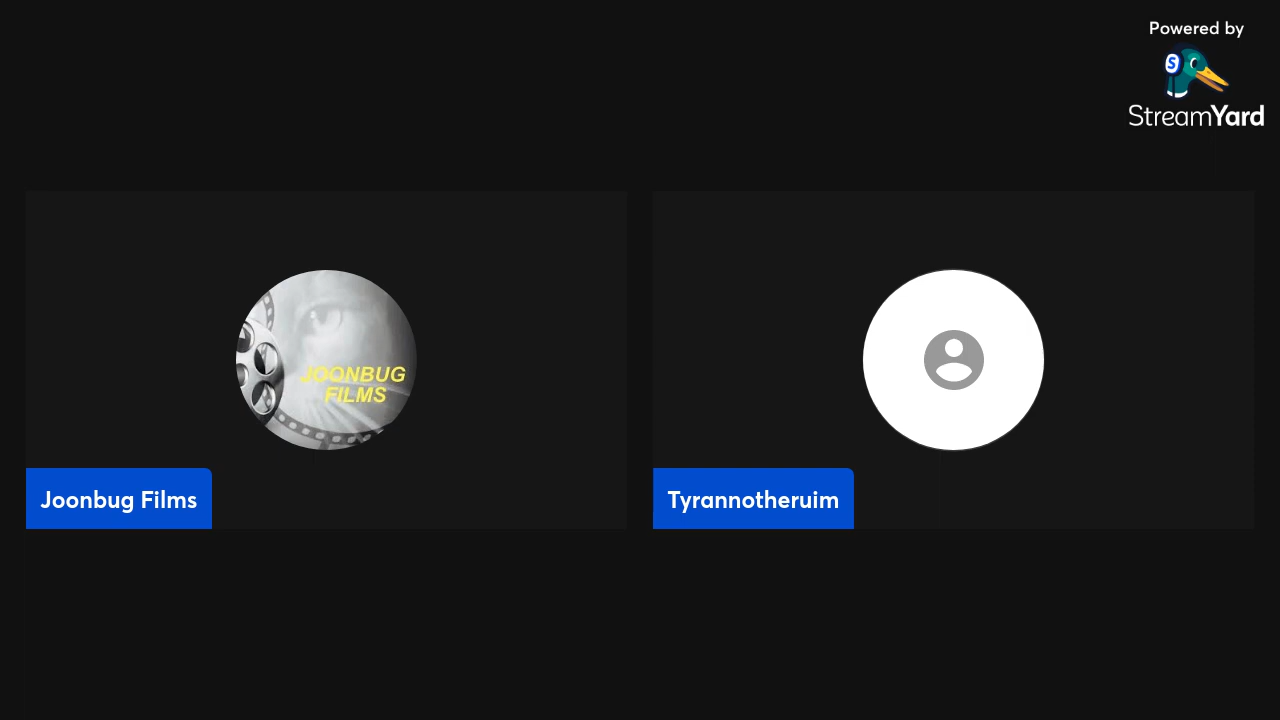 Powered by
S
StreamYard
JOONBUG
FILMS
Joonbug Films
Tyrannotheruim